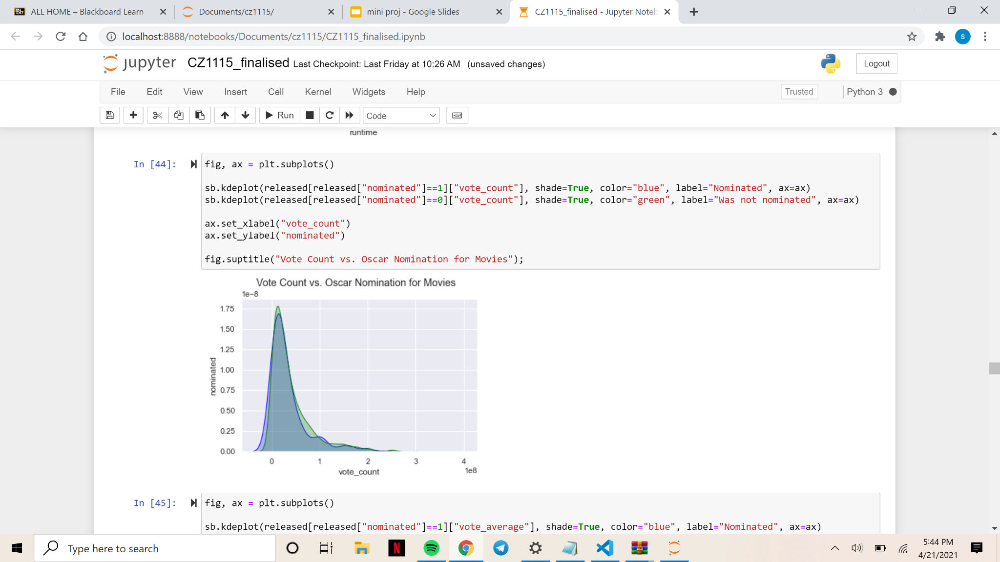 Bb ALL HOME – Blackboard Learn
Documents/cz1115/
mini proj - Google Slides
CZ1115_finalised - Jupyter Noteb
localhost:8888/notebooks/Documents/cz1115/CZ1115_finalised.ipynb
s
jupyter CZ1115_finalised Last Checkpoint: Last Friday at 10:26 AM (unsaved changes)
Logout
File Edit View Insert Cell Kernel Widgets Help
Trusted
Python 3
Run
Code
runtime
In [44]:
fig, ax = plt.subplots()
sb.kdeplot(released[released["nominated"]==1]["vote_count"], shade=True, color="blue", label="Nominated", ax=ax)
sb.kdeplot(released[released["nominated"]==0]["vote_count"], shade=True, color="green", label="Was not nominated", ax=ax)
ax.set_xlabel("vote_count")
ax.set_ylabel("nominated")
fig.suptitle("Vote Count vs. Oscar Nomination for Movies");
Vote Count vs. Oscar Nomination for Movies
1e−8
1.75
1.50
1.25
1.00
0.75
0.50
0.25
0.00
nominated
0 1 2 3 4
vote_count
1e8
In [45]:
fig, ax = plt.subplots()
sb.kdeplot(released[released["nominated"]==1]["vote_average"], shade=True, color="blue", label="Nominated", ax=ax)
Type here to search
N
5:44 PM
4/21/2021